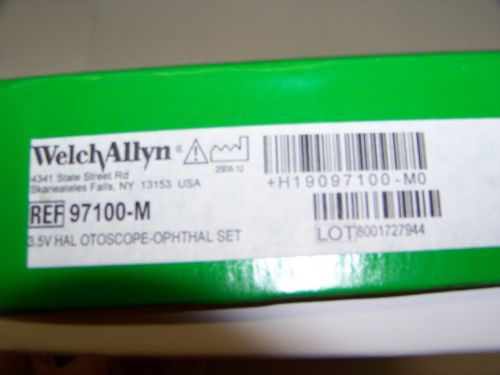 WelchAllyn®
2008-12
4341 State Street Rd
Skaneateles Falls, NY 13153 USA
+H19097100-M0
REF 97100-M
3.5V HAL OTOSCOPE-OPHTHAL SET
LOT 8001727944